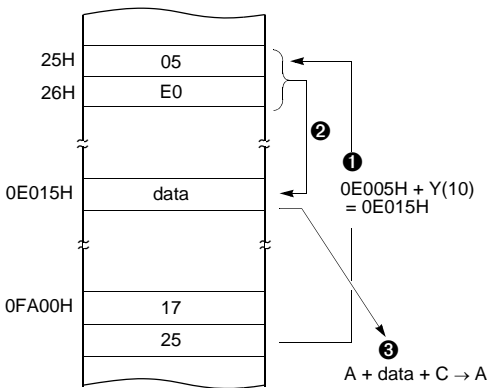 25H
05
26H
E0
❷
❶
0E015H
data
0E005H + Y(10)
= 0E015H
0FA00H
17
25
❸
A + data + C → A